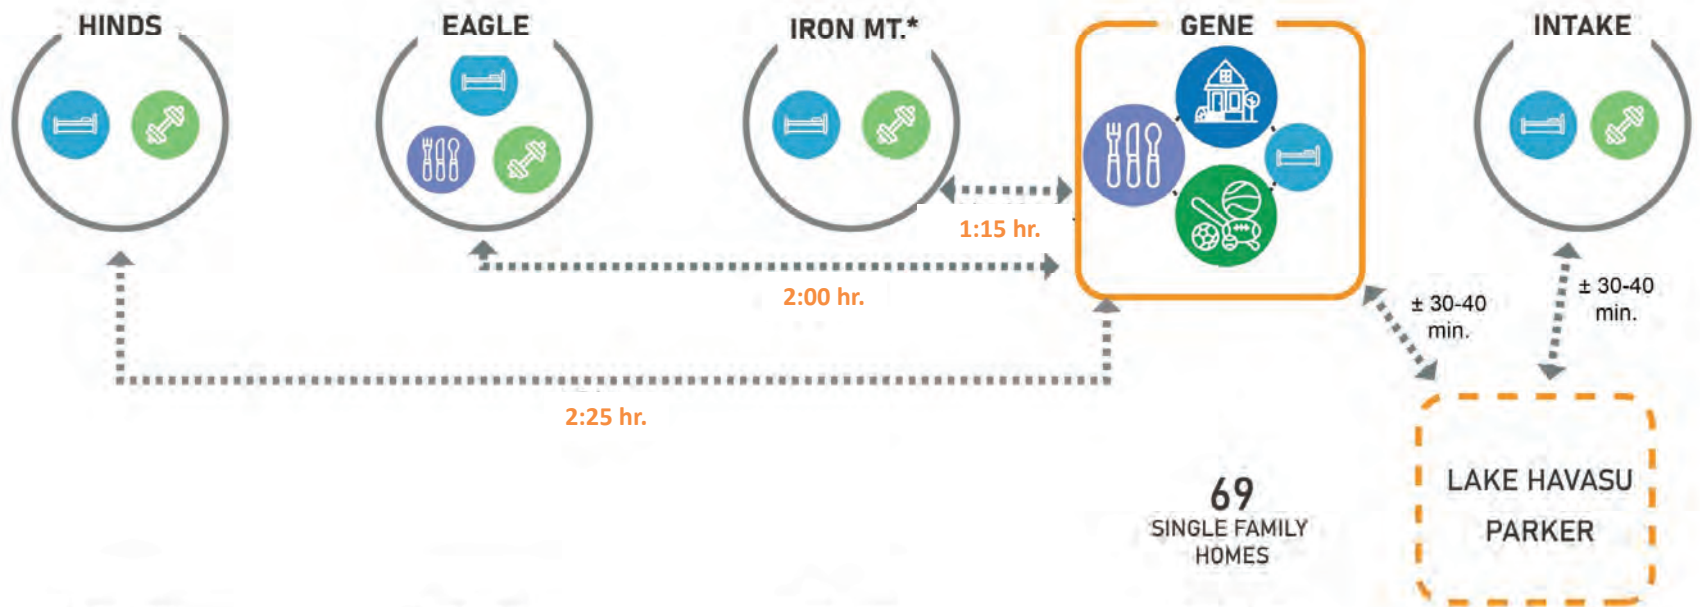 HINDS
EAGLE
IRON MT.*
GENE
INTAKE
1:15 hr.
2:00 hr.
2:25 hr.
± 30-40
min.
± 30-40
min.
69
SINGLE FAMILY
HOMES
LAKE HAVASU
PARKER